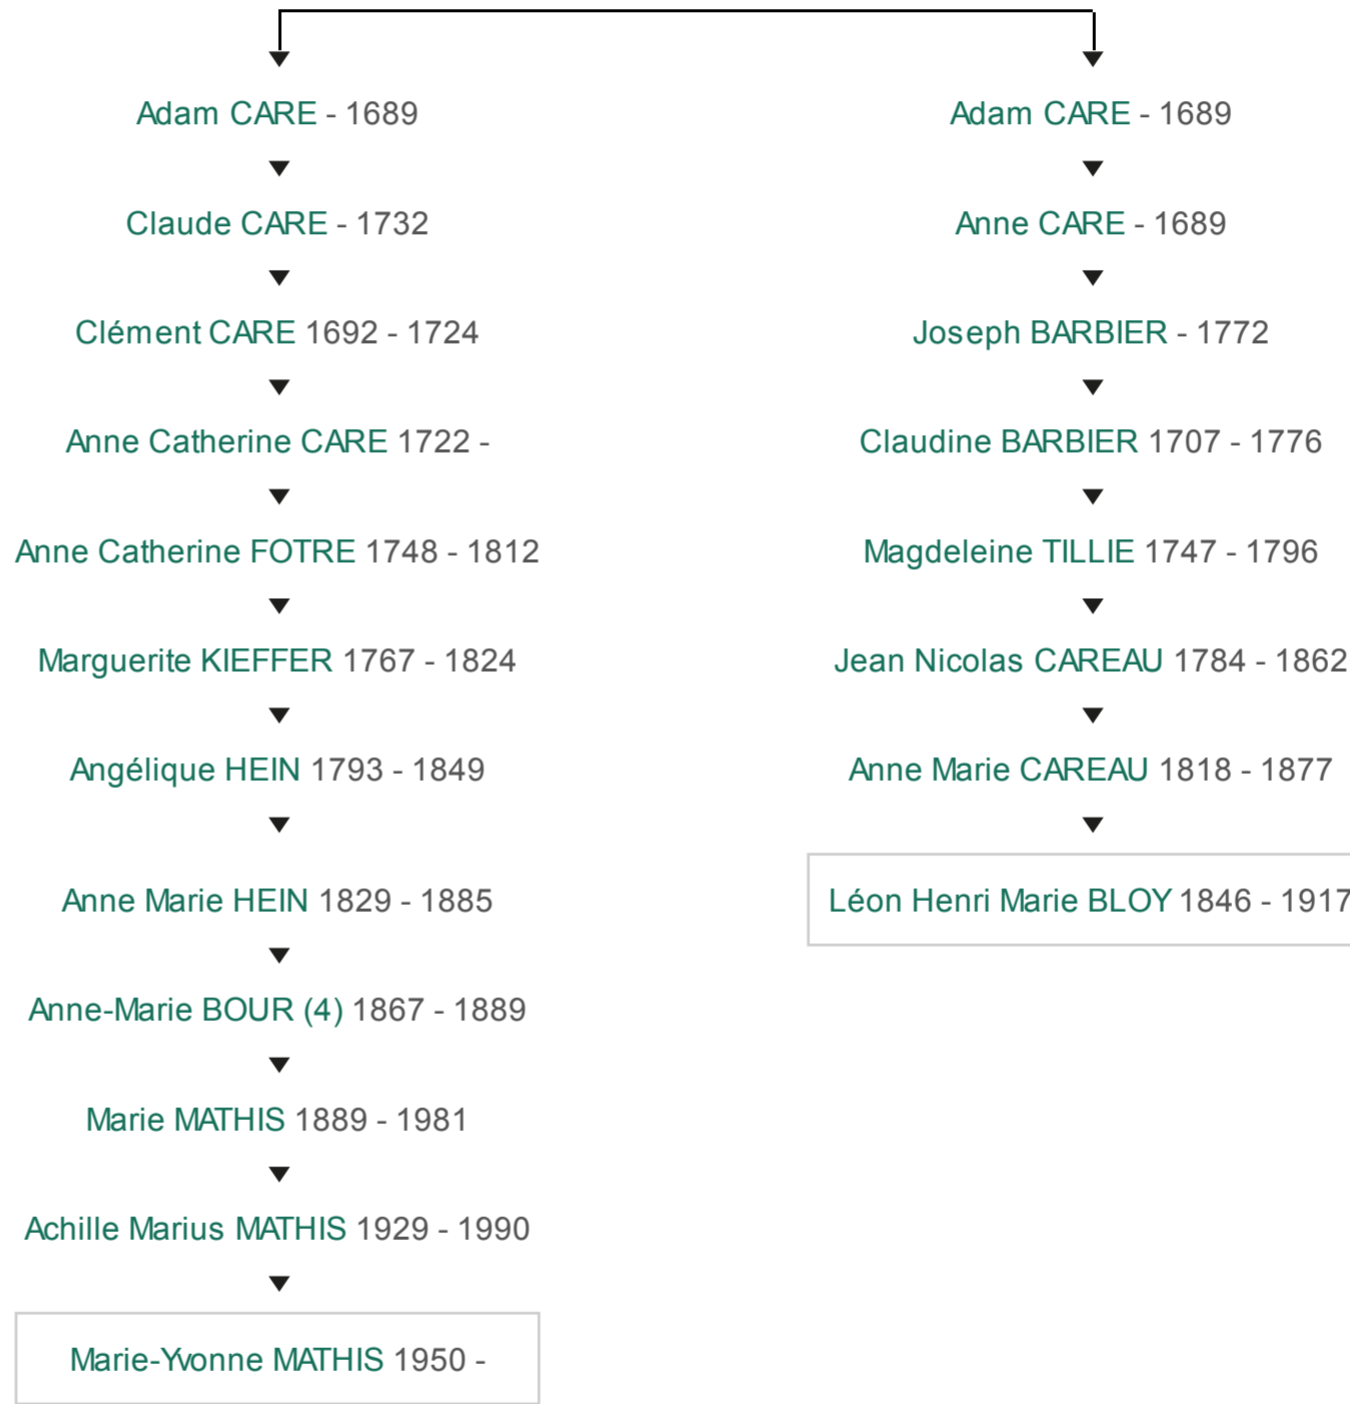 Adam CARE - 1689
Claude CARE - 1732
Clément CARE 1692 - 1724
Anne Catherine CARE 1722 -
Anne Catherine FOTRE 1748 - 1812
Marguerite KIEFFER 1767 - 1824
Angélique HEIN 1793 - 1849
Anne Marie HEIN 1829 - 1885
Anne-Marie BOUR (4) 1867 - 1889
Marie MATHIS 1889 - 1981
Achille Marius MATHIS 1929 - 1990
Marie-Yvonne MATHIS 1950 -
Adam CARE - 1689
Anne CARE - 1689
Joseph BARBIER - 1772
Claudine BARBIER 1707 - 1776
Magdeleine TILLIE 1747 - 1796
Jean Nicolas CAREAU 1784 - 1862
Anne Marie CAREAU 1818 - 1877
Léon Henri Marie BLOY 1846 - 1917